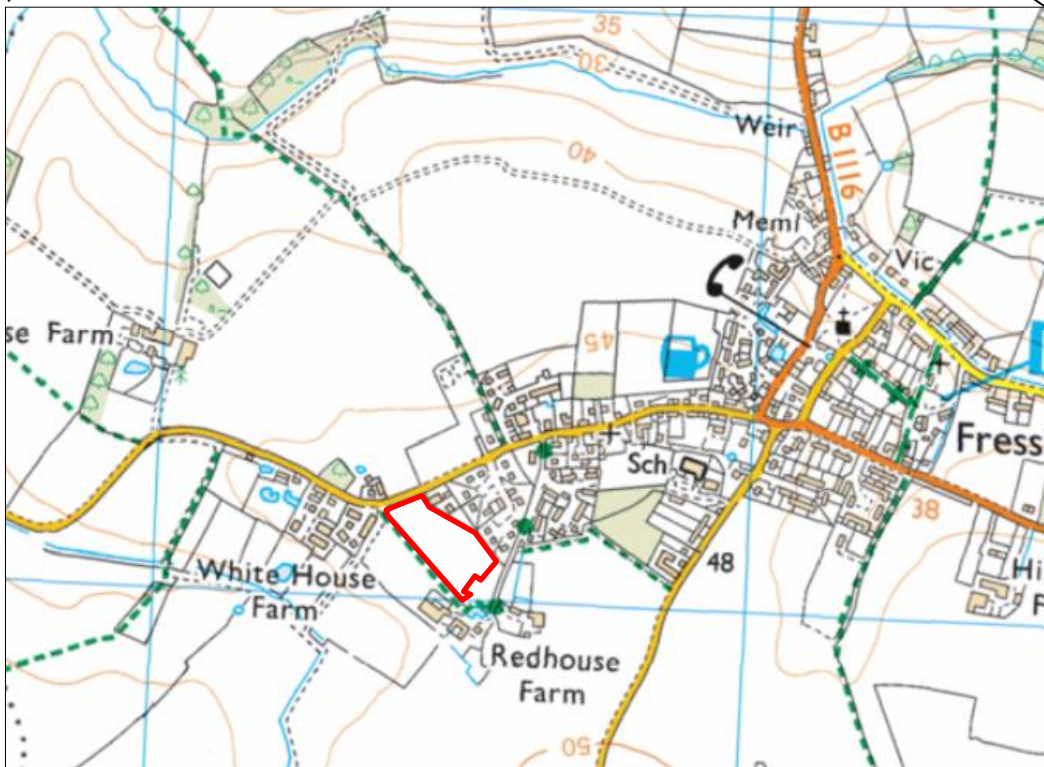 35
30
Weir
B1116
40
Meml
Vic
se Farm
45
Fress
Sch
38
48
White House
Farm
Hi
F
Redhouse
Farm
50